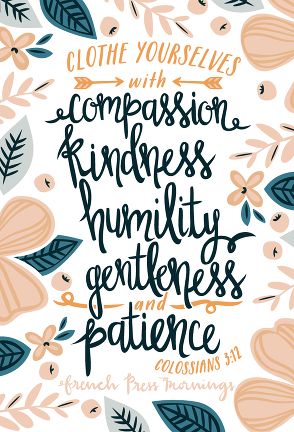 CLOTHE YOURSELVES
with
compassion
kindness
humility
gentleness
and
patience
COLOSSIANS 3:12
french press mornings